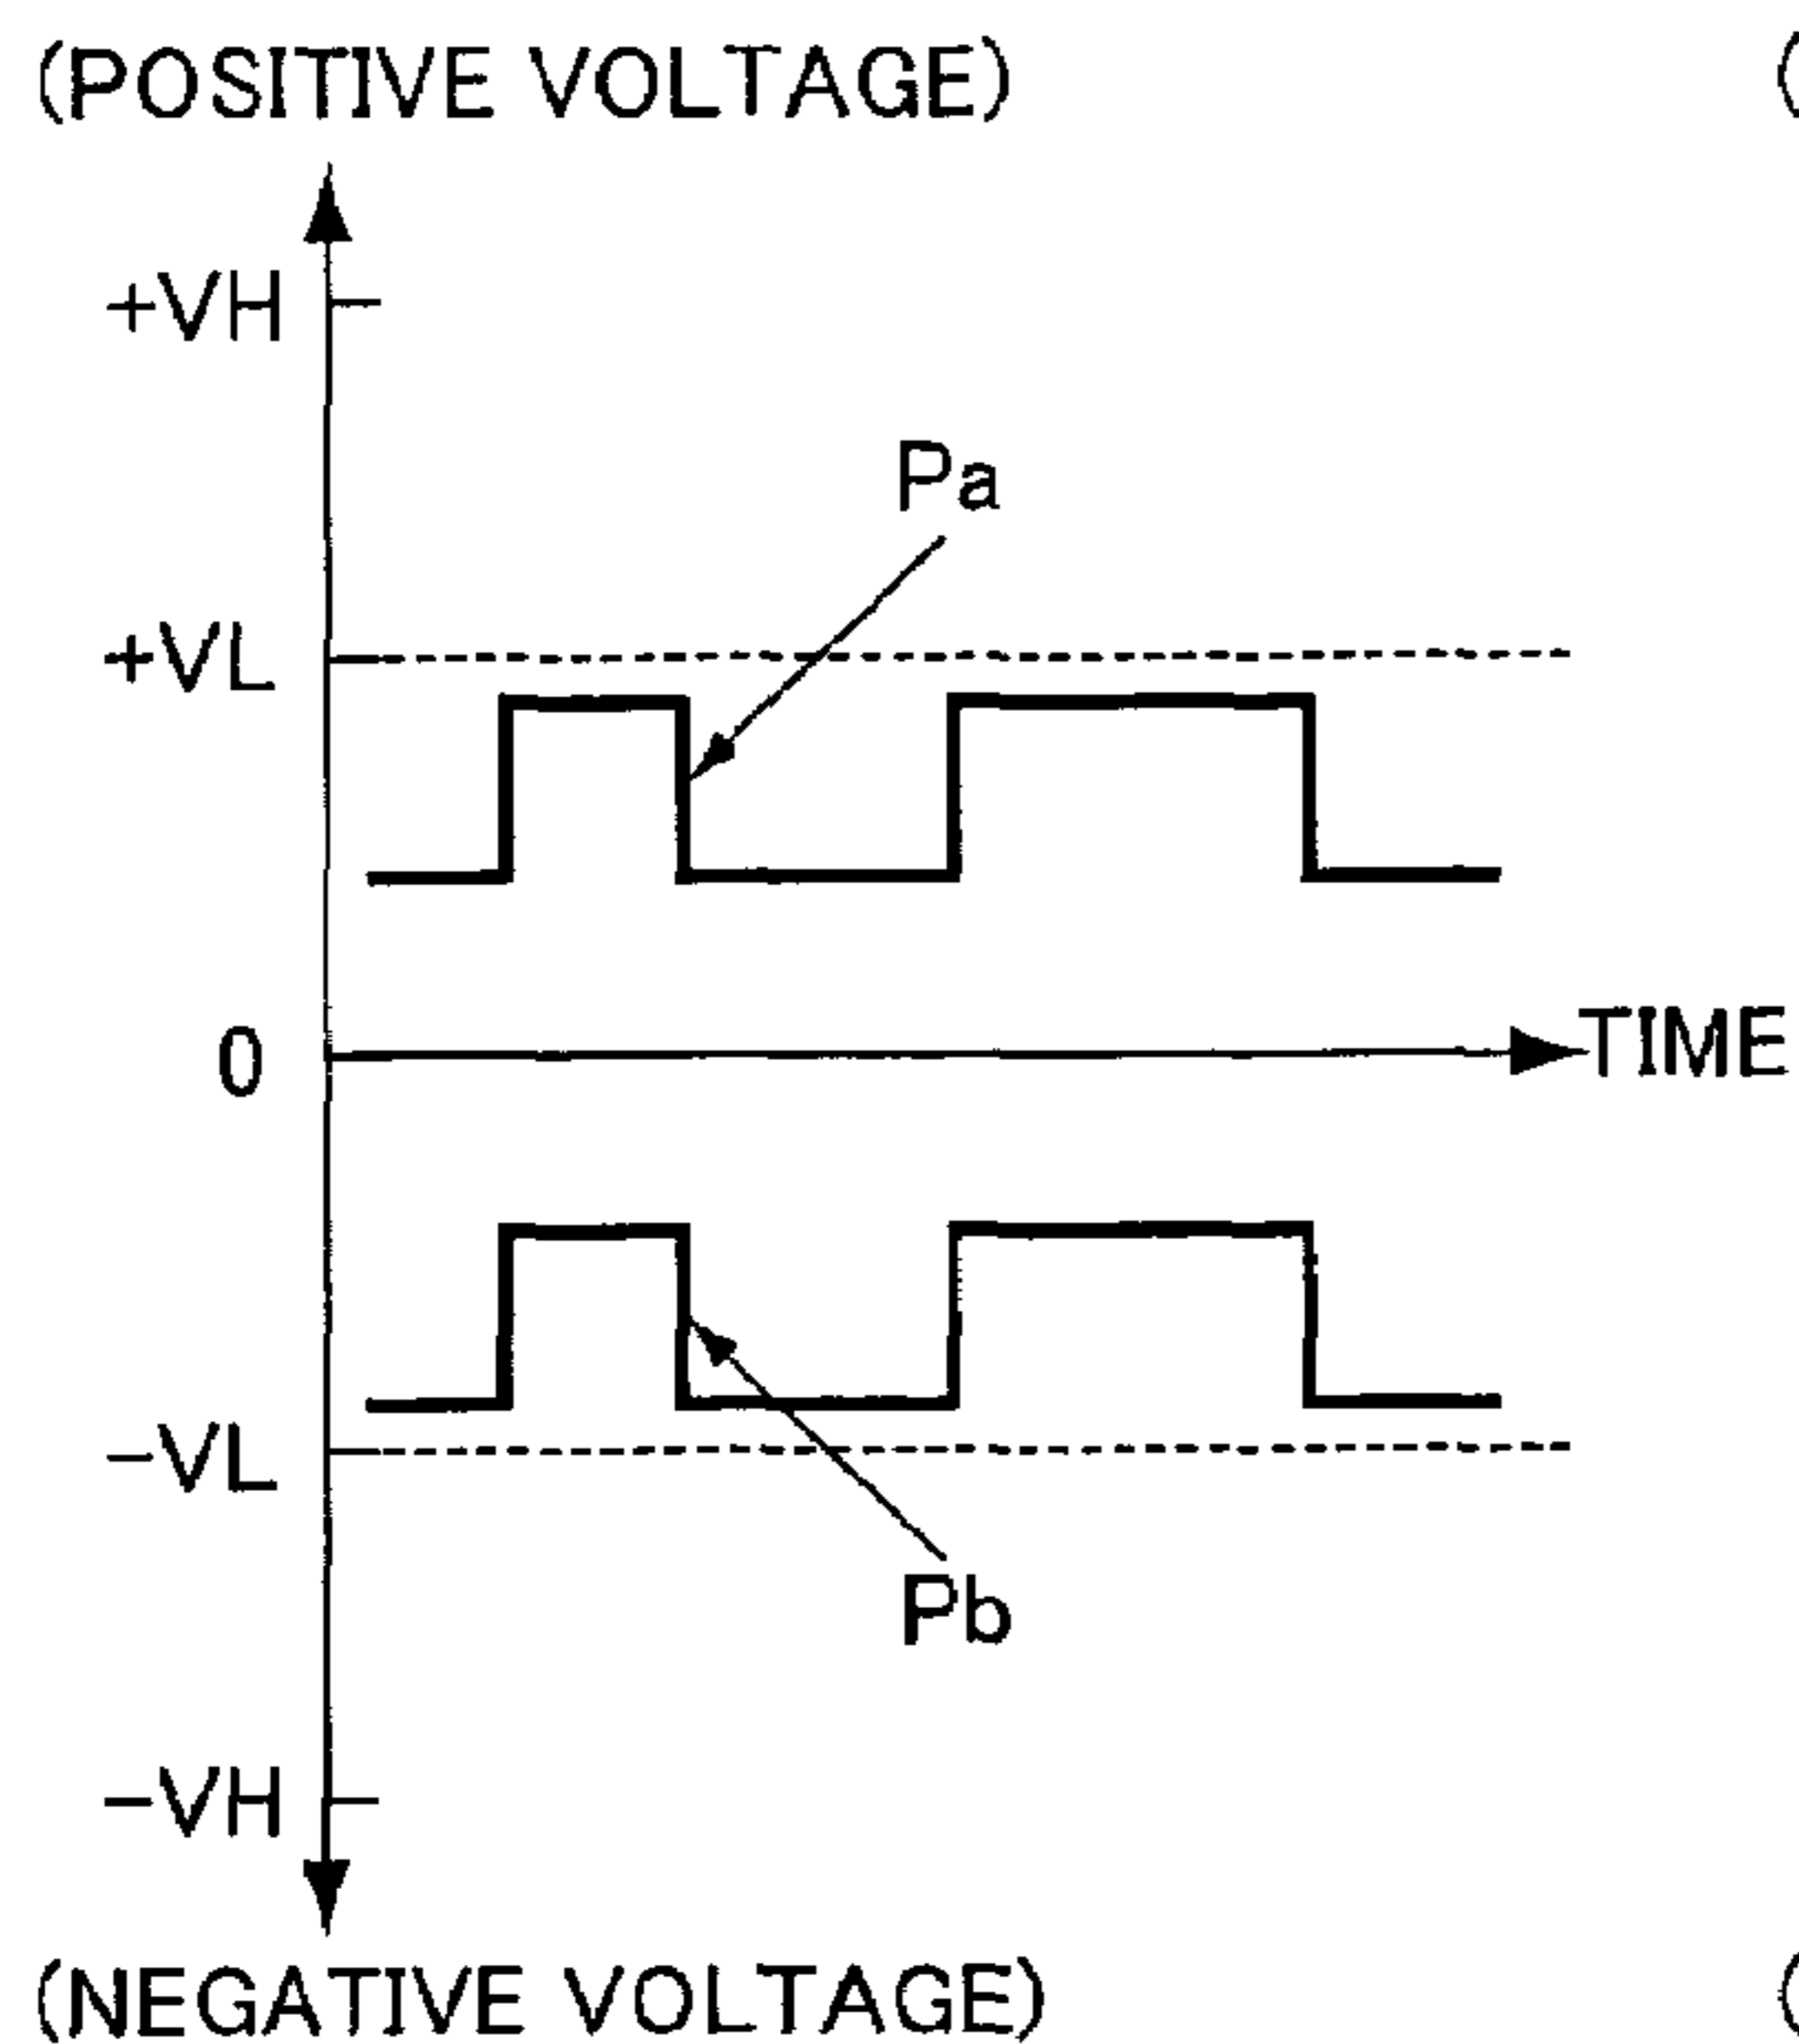 (POSITIVE VOLTAGE)
+VH
Pa
+VL
0
TIME
-VL
Pb
-VH
(NEGATIVE VOLTAGE)